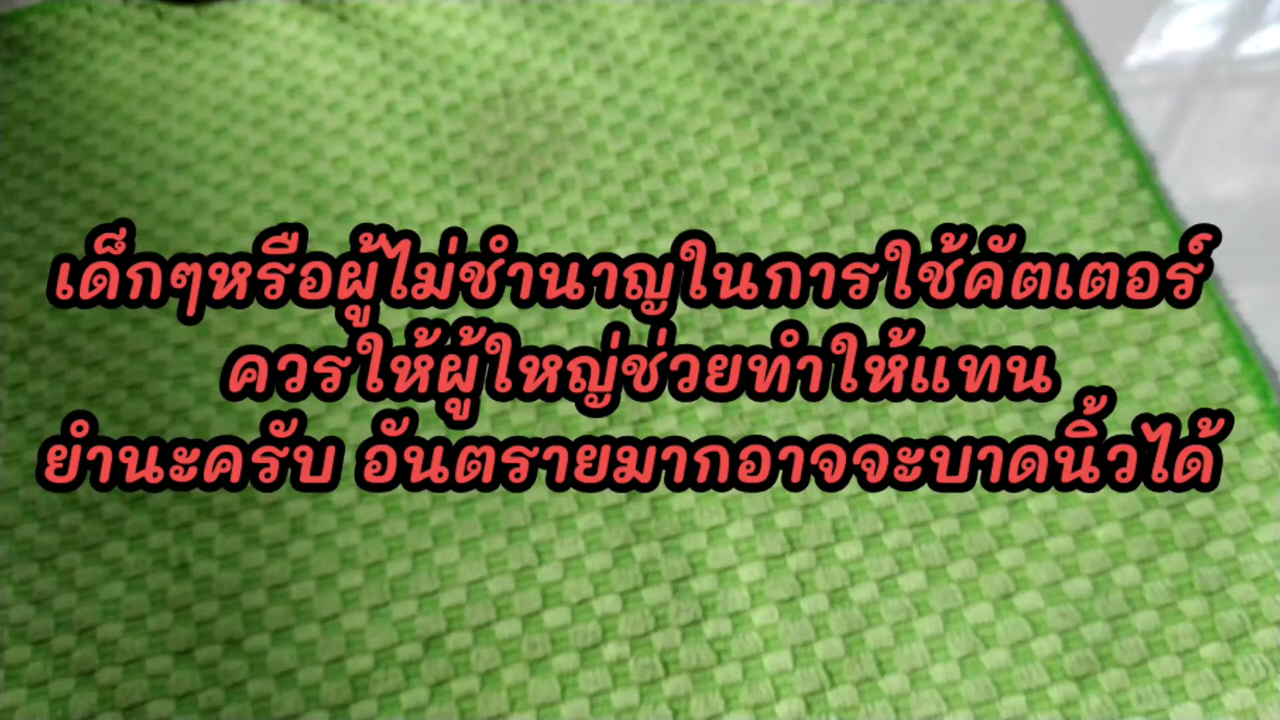 เด็กๆหรือผู้ไม่ชำนาญในการใช้คัตเตอร์
ควรให้ผู้ใหญ่ช่วยทำให้แทน
ยำนะครับ อันตรายมากอาจจะบาดนิ้วได้